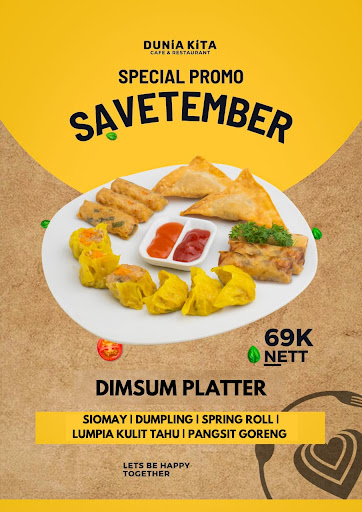 DUNIA KITA
CAFE & RESTAURANT
SPECIAL PROMO
SAVETEMBER
69K
NETT
DIMSUM PLATTER
SIOMAY | DUMPLING | SPRING ROLL |
LUMPIA KULIT TAHU | PANGSIT GORENG
LETS BE HAPPY
TOGETHER